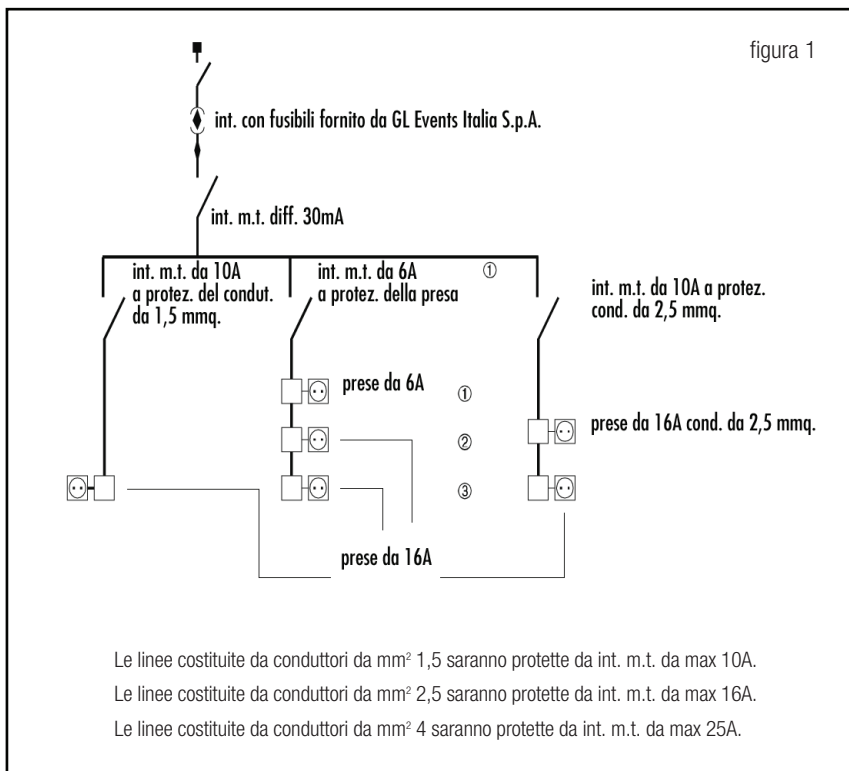 figura 1
int. con fusibili fornito da GL Events Italia S.p.A.
int. m.t. diff. 30mA
int. m.t. da 10A
a protez. del condut.
da 1,5 mmq.
int. m.t. da 6A
a protez. della presa
①
int. m.t. da 10A a protez.
cond. da 2,5 mmq.
prese da 6A
①
②
prese da 16A cond. da 2,5 mmq.
③
prese da 16A
Le linee costituite da conduttori da mm² 1,5 saranno protette da int. m.t. da max 10A.
Le linee costituite da conduttori da mm² 2,5 saranno protette da int. m.t. da max 16A.
Le linee costituite da conduttori da mm² 4 saranno protette da int. m.t. da max 25A.